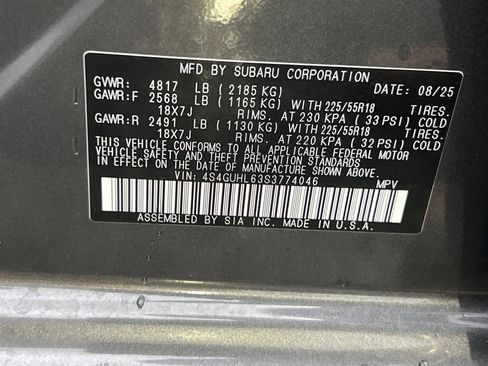 MFD BY SUBARU CORPORATION DATE: 08/25
GVWR: 4817 LB ( 2185 KG)
GAWR:F 2568 LB ( 1165 KG) WITH 225/55R18 TIRES.
18X7J RIMS. AT 230 KPA ( 33 PSI) COLD
GAWR:R 2491 LB ( 1130 KG) WITH 225/55R18 TIRES.
18X7J RIMS. AT 220 KPA ( 32 PSI) COLD
THIS VEHICLE CONFORMS TO ALL APPLICABLE FEDERAL MOTOR
VEHICLE SAFETY, BUMPER, AND THEFT PREVENTION STANDARDS
IN EFFECT ON THE DATE OF MANUFACTURE SHOWN ABOVE.
VIN: 4S4GUHL63S3774046 MPV
ASSEMBLED BY SIA INC. MADE IN U.S.A.